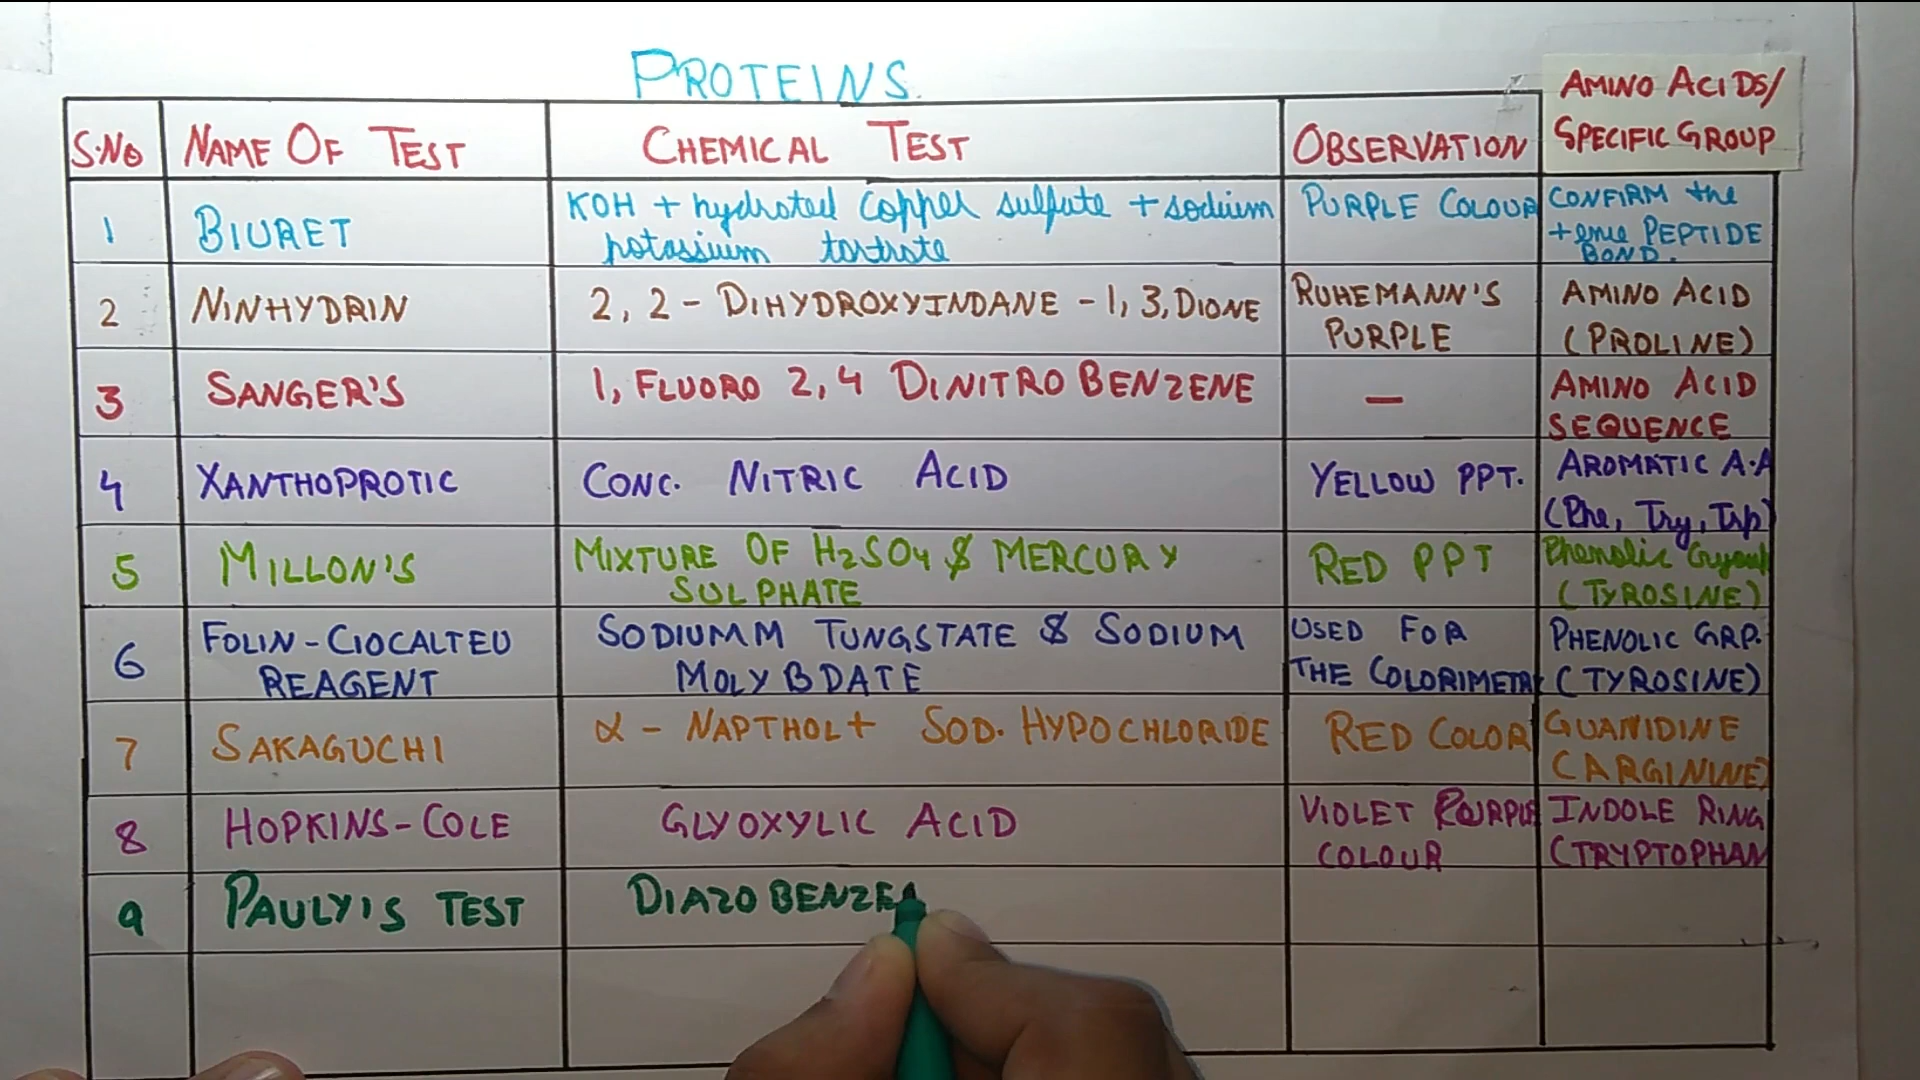 PROTEINS.
S.No
NAME OF TEST
CHEMICAL TEST
OBSERVATION
AMINO ACIDS/
SPECIFIC GROUP
1
BIURET
KOH + hydrated copper sulfate + sodium
potassium tartrate
PURPLE COLOUR
CONFIRM the
+ence PEPTIDE
BOND.
2
NINHYDRIN
2, 2 - DIHYDROXYINDANE - 1, 3, DIONE
RUHEMANN'S
PURPLE
AMINO ACID
(PROLINE)
3
SANGER'S
1, FLUORO 2,4 DINITRO BENZENE
—
AMINO ACID
SEQUENCE
4
XANTHOPROTIC
CONC. NITRIC ACID
YELLOW PPT.
AROMATIC A.A
(Phe, Try, Trp)
5
MILLON'S
MIXTURE OF H2SO4 & MERCURY
SULPHATE
RED PPT
Phenolic Group
(TYROSINE)
6
FOLIN-CIOCALTEU
REAGENT
SODIUMM TUNGSTATE & SODIUM
MOLYBDATE
USED FOR
THE COLORIMETR
PHENOLIC GRP.
(TYROSINE)
7
SAKAGUCHI
α - NAPTHOL + SOD. HYPOCHLORIDE
RED COLOR
GUANIDINE
(ARGININE)
8
HOPKINS-COLE
GLYOXYLIC ACID
VIOLET PURPLE
COLOUR
INDOLE RING
(TRYPTOPHAN
9
PAULY'S TEST
DIAZO BENZE